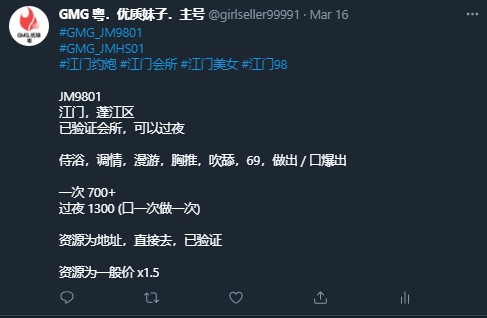 GMG 粤．优质妹子．主号 @girlseller99991 · Mar 16
#GMG_JM9801
#GMG_JMHS01
#江门约炮 #江门会所 #江门美女 #江门98
JM9801
江门，蓬江区
已验证会所，可以过夜
侍浴，调情，漫游，胸推，吹舔，69，做出 / 口爆出
一次 700+
过夜 1300 (口一次做一次)
资源为地址，直接去，已验证
资源为一般价 x1.5
GMG.优妹
粤